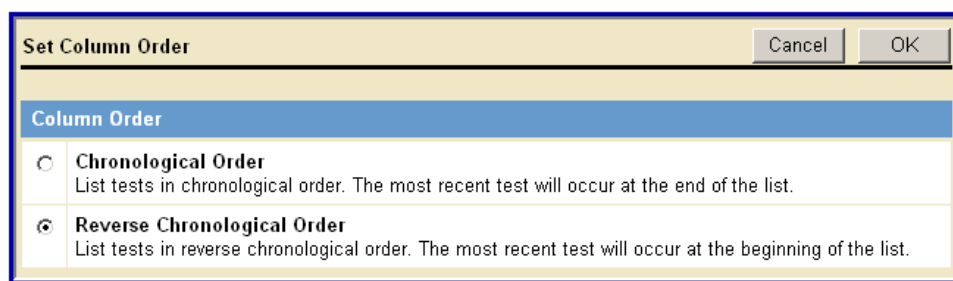 Set Column Order Cancel OK
Column Order
Chronological Order
List tests in chronological order. The most recent test will occur at the end of the list.
Reverse Chronological Order
List tests in reverse chronological order. The most recent test will occur at the beginning of the list.